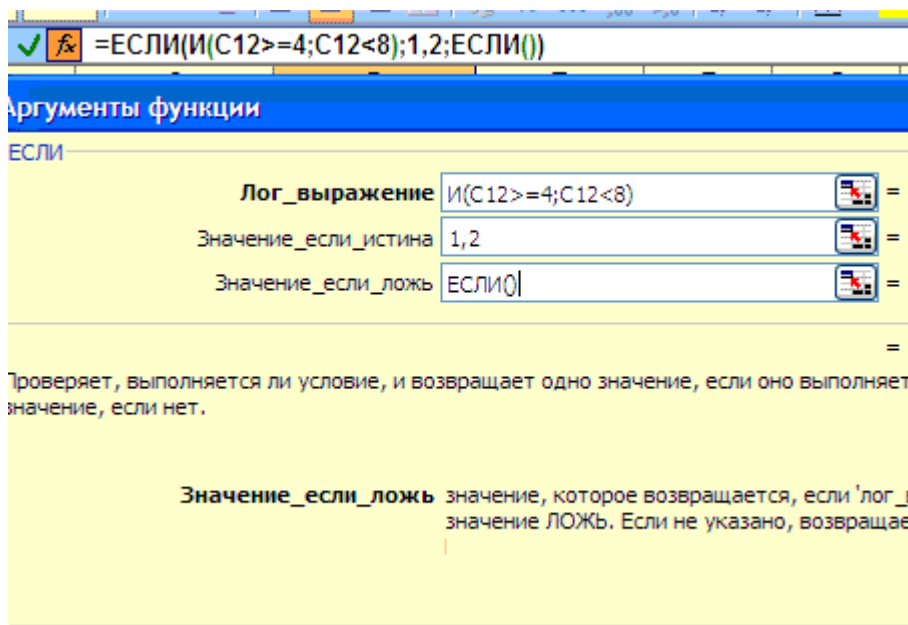 =ЕСЛИ(И(C12>=4;C12<8);1,2;ЕСЛИ())
Аргументы функции
ЕСЛИ
Лог_выражение И(C12>=4;C12<8) =
Значение_если_истина 1,2 =
Значение_если_ложь ЕСЛИ() =
=
Проверяет, выполняется ли условие, и возвращает одно значение, если оно выполняет
значение, если нет.
Значение_если_ложь значение, которое возвращается, если 'лог_
значение ЛОЖЬ. Если не указано, возвращае